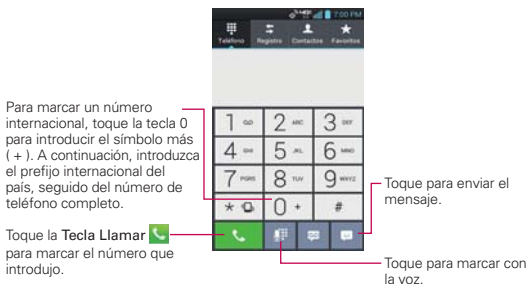 7:00 PM
Teléfono Registro Contactos Favoritos
Para marcar un número
internacional, toque la tecla 0
para introducir el símbolo más
( + ). A continuación, introduzca
el prefijo internacional del
país, seguido del número de
teléfono completo.
Toque la Tecla Llamar
para marcar el número que
introdujo.
1
2 ABC
3 DEF
4 GHI
5 JKL
6 MNO
7 PQRS
8 TUV
9 WXYZ
*
0 +
#
Toque para enviar el
mensaje.
Toque para marcar con
la voz.